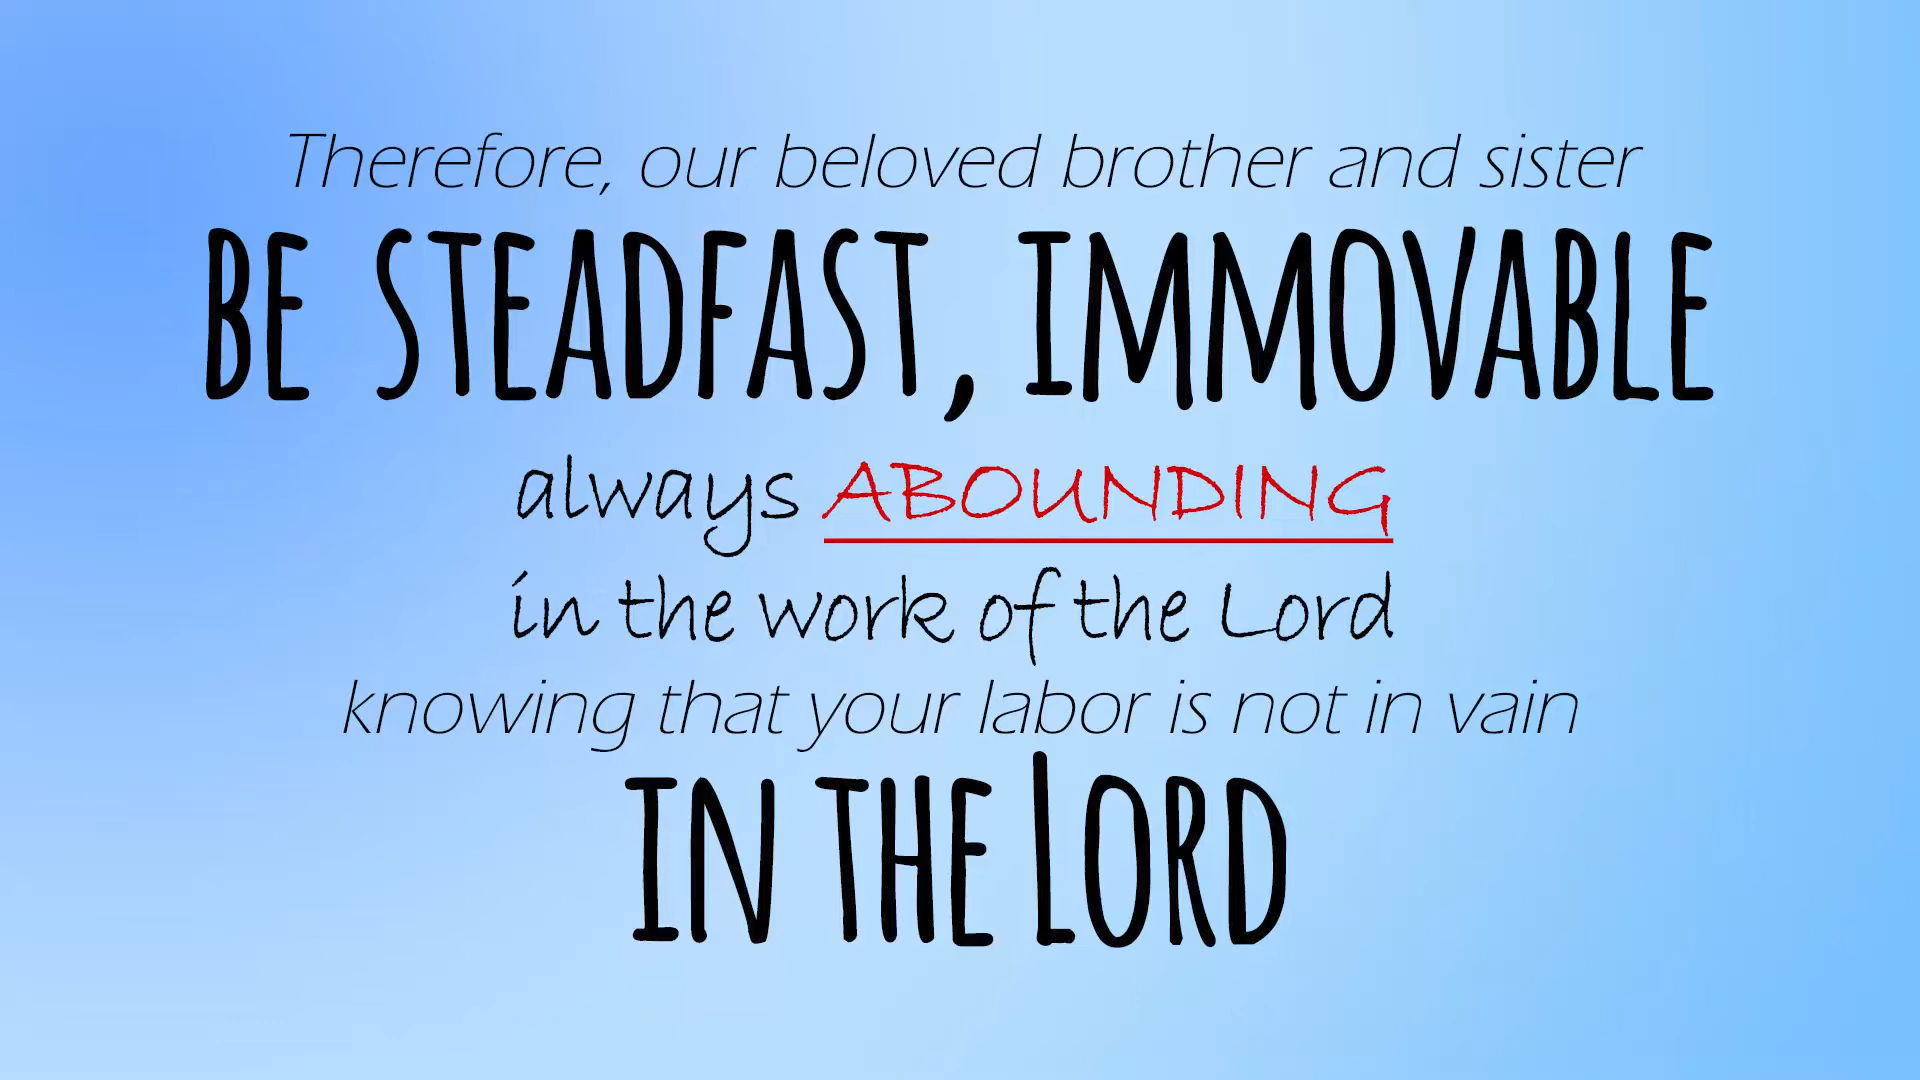 Therefore, our beloved brother and sister
BE STEADFAST, IMMOVABLE
always ABOUNDING
in the work of the Lord
knowing that your labor is not in vain
IN THE LORD